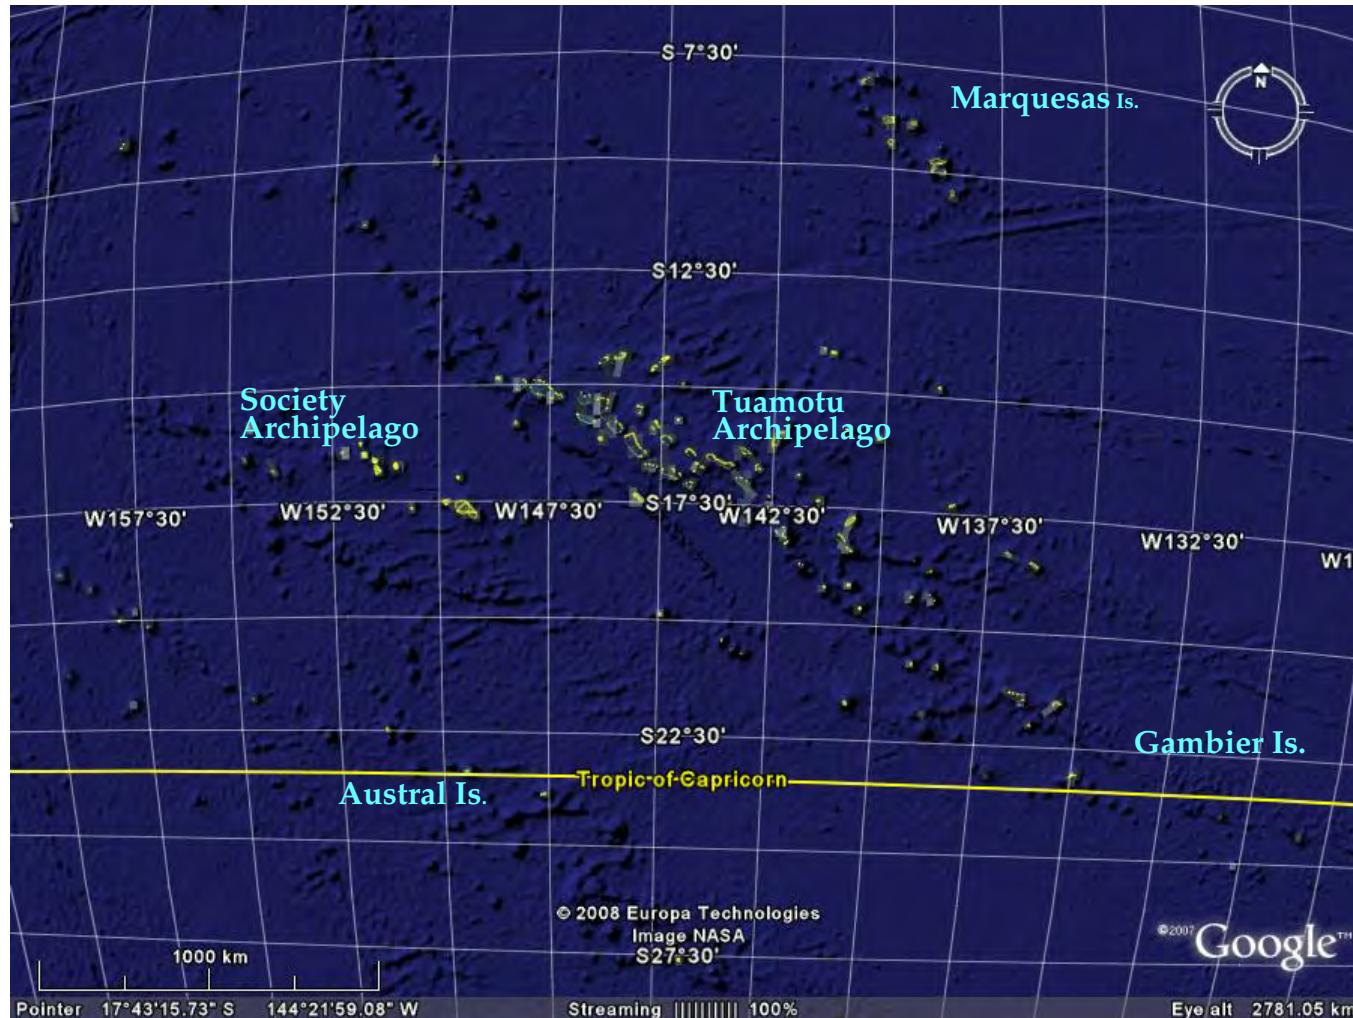 S 7°30'
Marquesas Is.
N
S12°30'
Society
Archipelago
Tuamotu
Archipelago
S17°30'
W157°30'
W152°30'
W147°30'
W142°30'
W137°30'
W132°30'
W1
S22°30'
Gambier Is.
Tropic of Capricorn
Austral Is.
© 2008 Europa Technologies
Image NASA
S27°30'
©2007 Google™
1000 km
Pointer 17°43'15.73" S 144°21'59.08" W Streaming |||||||||| 100% Eye alt 2781.05 km